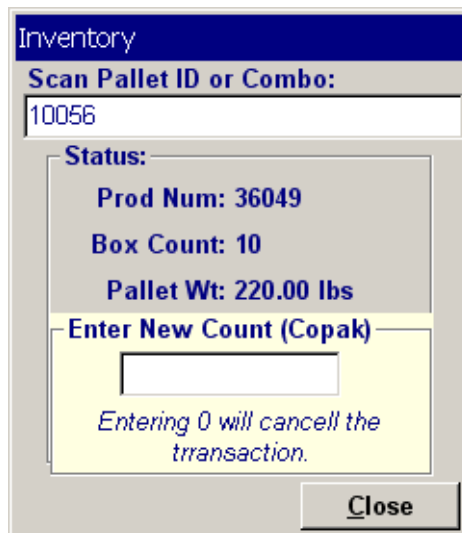 Inventory
Scan Pallet ID or Combo:
10056
Status:
Prod Num: 36049
Box Count: 10
Pallet Wt: 220.00 lbs
Enter New Count (Copak)
Entering 0 will cancell the
trransaction.
Close